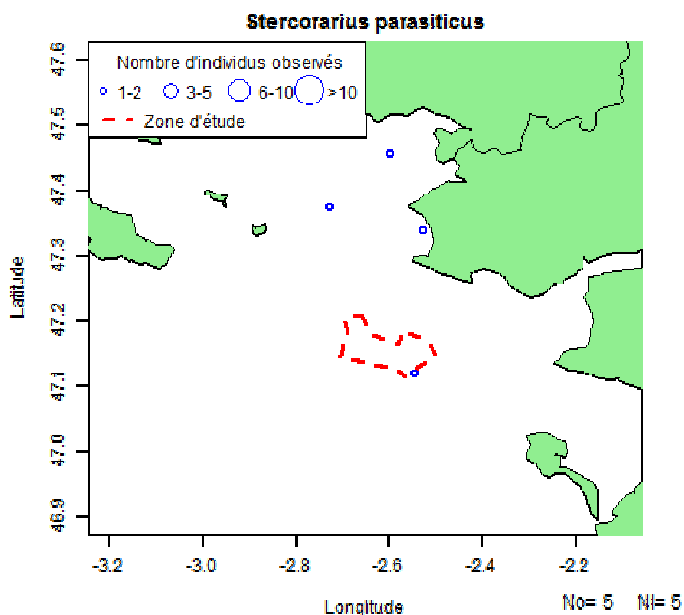 Stercorarius parasiticus
Nombre d'individus observés
1-2 3-5 6-10 >10
Zone d'étude
Latitude
47.6
47.5
47.4
47.3
47.2
47.1
47.0
46.9
-3.2 -3.0 -2.8 -2.6 -2.4 -2.2
Longitude
No= 5 NI= 5